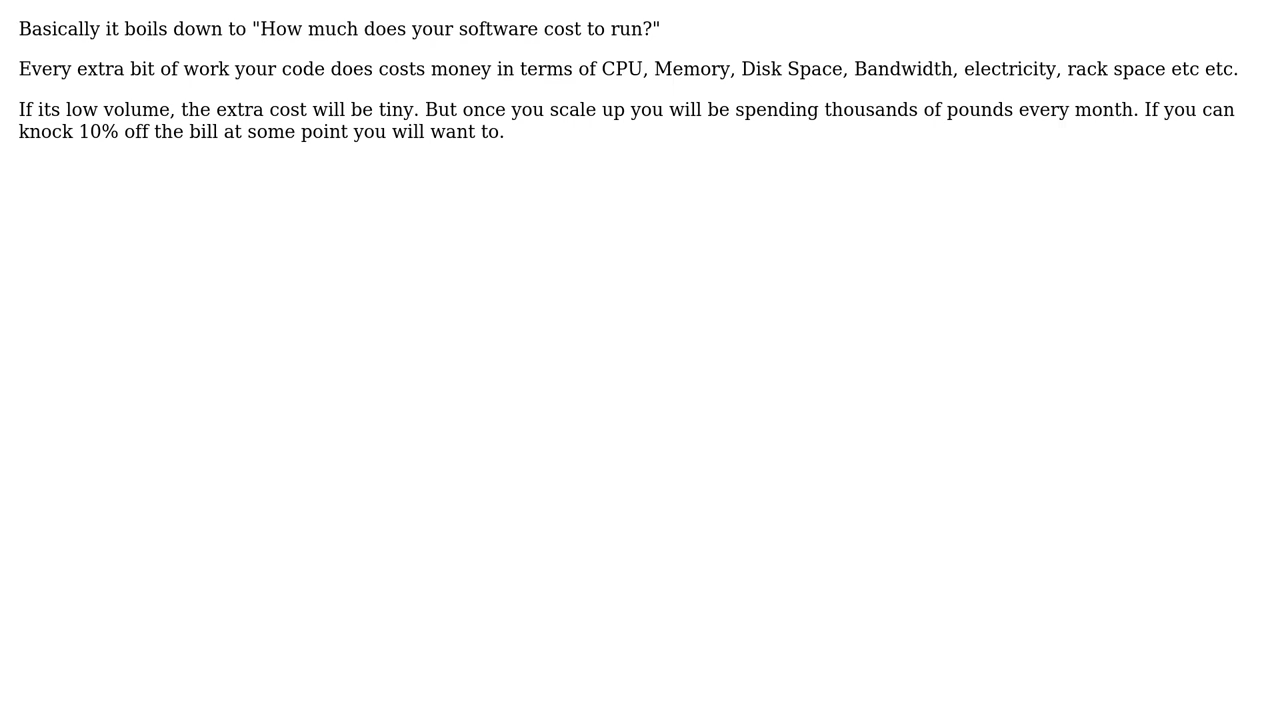 Basically it boils down to "How much does your software cost to run?"
Every extra bit of work your code does costs money in terms of CPU, Memory, Disk Space, Bandwidth, electricity, rack space etc etc.
If its low volume, the extra cost will be tiny. But once you scale up you will be spending thousands of pounds every month. If you can
knock 10% off the bill at some point you will want to.